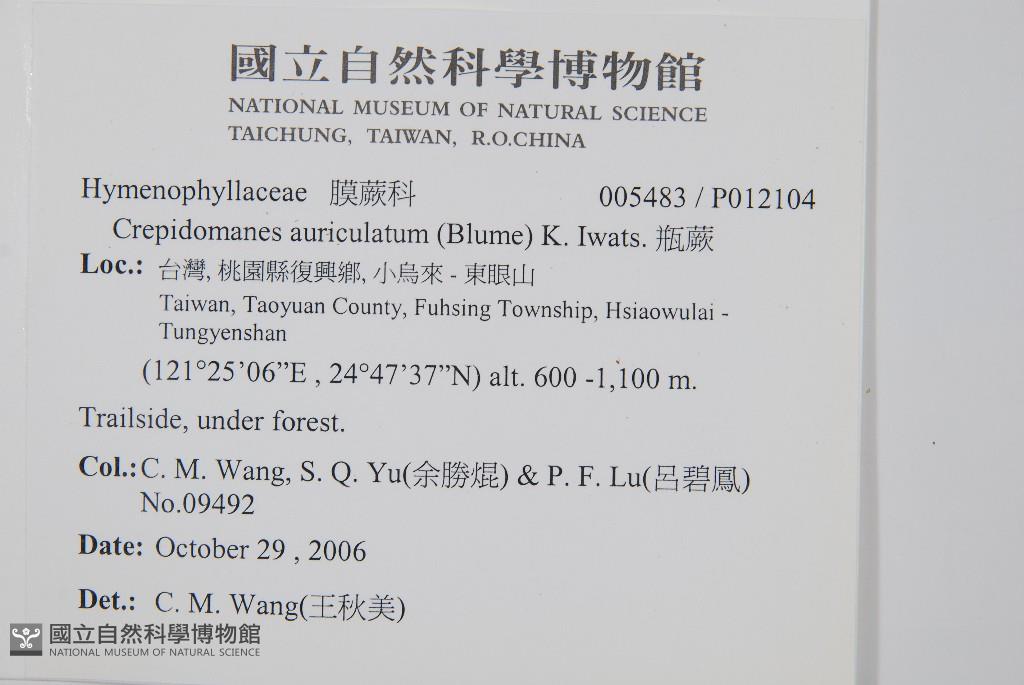 國立自然科學博物館
NATIONAL MUSEUM OF NATURAL SCIENCE
TAICHUNG, TAIWAN, R.O.CHINA
Hymenophyllaceae 膜蕨科 005483 / P012104
Crepidomanes auriculatum (Blume) K. Iwats. 瓶蕨
Loc.: 台灣, 桃園縣復興鄉, 小烏來 - 東眼山
Taiwan, Taoyuan County, Fuhsing Township, Hsiaowulai -
Tungyenshan
(121°25’06”E , 24°47’37”N) alt. 600 -1,100 m.
Trailside, under forest.
Col.: C. M. Wang, S. Q. Yu(余勝焜) & P. F. Lu(呂碧鳳)
No.09492
Date: October 29 , 2006
Det.: C. M. Wang(王秋美)
國立自然科學博物館
NATIONAL MUSEUM OF NATURAL SCIENCE